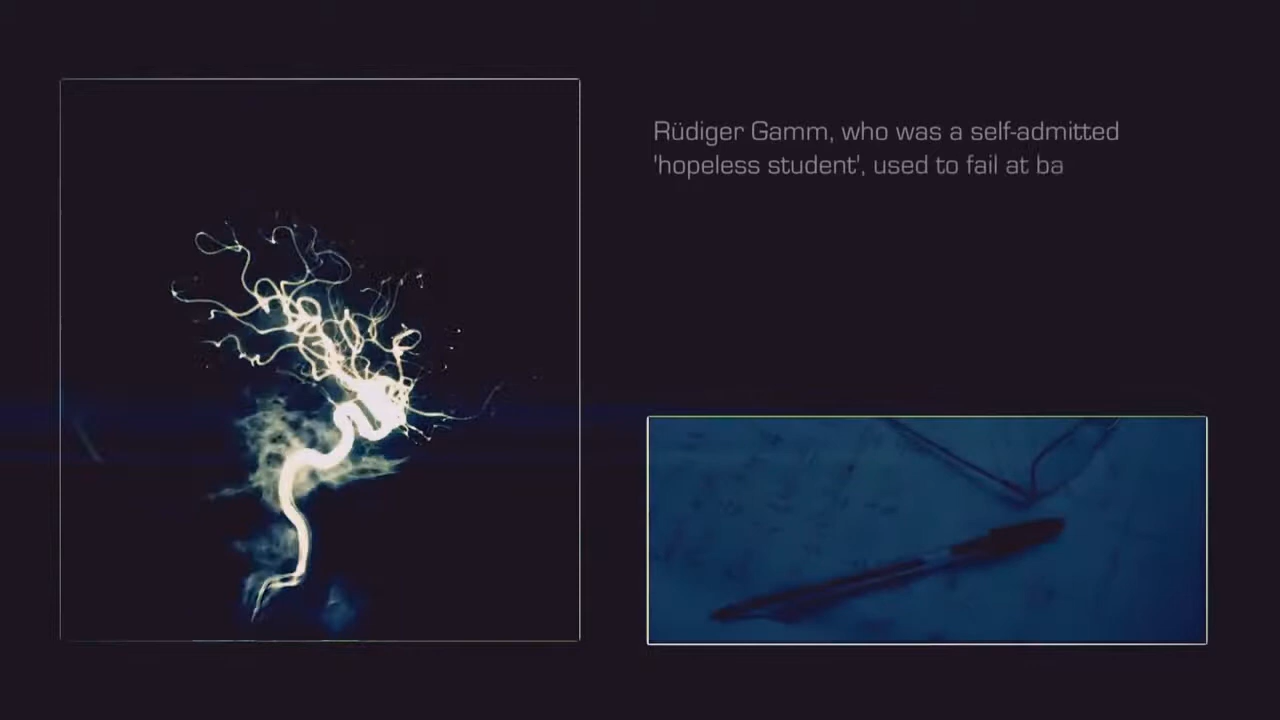 Rüdiger Gamm, who was a self-admitted
'hopeless student', used to fail at ba